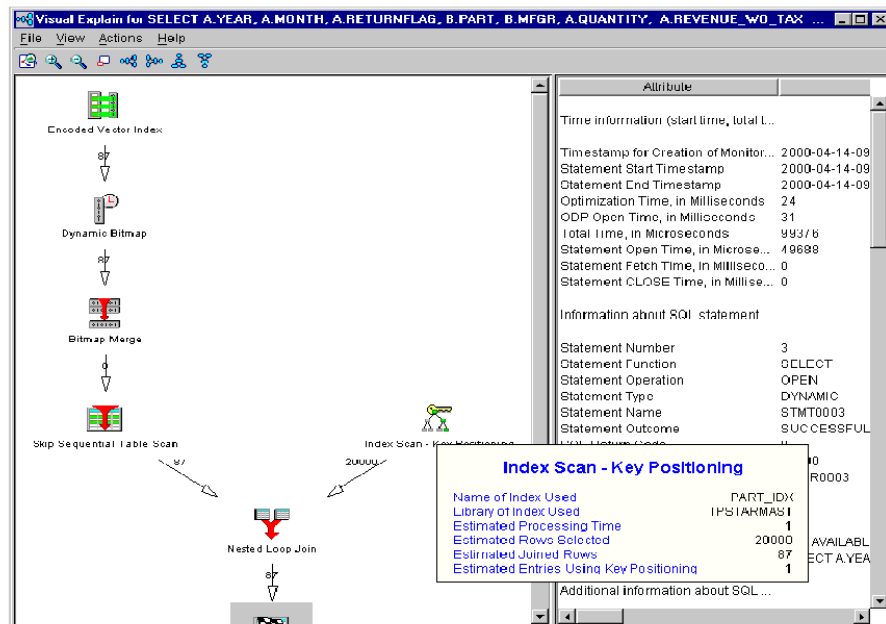 Visual Explain for SELECT A.YEAR, A.MONTH, A.RETURNFLAG, B.PART, B.MFGR, A.QUANTITY, A.REVENUE_WO_TAX ...
File View Actions Help
Encoded Vector Index
87
Dynamic Bitmap
87
Bitmap Merge
0
Skip Sequential Table Scan
Index Scan - Key Positioning
87
20000
Nested Loop Join
87
Attribute
Time information (start time, total t...
Timestamp for Creation of Monitor... 2000-04-14-09
Statement Start Timestamp 2000-04-14-09
Statement End Timestamp 2000-04-14-09
Optimization Time, in Milliseconds 24
ODP Open Time, in Milliseconds 31
Total Time, in Microseconds 99376
Statement Open Time, in Microse... 49688
Statement Fetch Time, in Milliseco... 0
Statement CLOSE Time, in Millise... 0
Information about SQL statement
Statement Number 3
Statement Function SELECT
Statement Operation OPEN
Statement Type DYNAMIC
Statement Name STMT0003
Statement Outcome SUCCESSFUL
R0003
AVAILABL
ECT A.YEA
Additional information about SQL ...
Index Scan - Key Positioning
Name of Index Used PART_IDX
Library of Index Used TPSTARMAST
Estimated Processing Time 1
Estimated Rows Selected 20000
Estimated Joined Rows 87
Estimated Entries Using Key Positioning 1